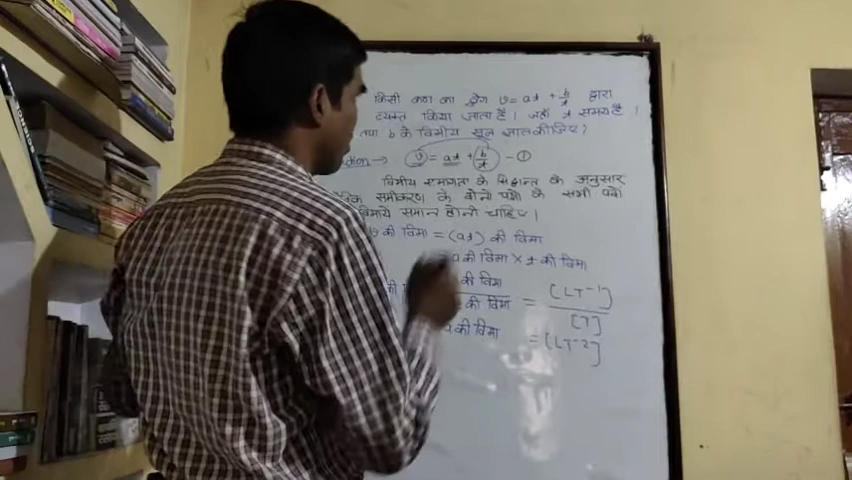 किसी कण का वेग v = at + b/t द्वारा
व्यक्त किया जाता है। जहाँ t समय है।
तथा b के विमीय सूत्र ज्ञात कीजिए?
→ v = at + b/t - ①
विमीय समांगता के सिद्धान्त के अनुसार
समीकरण के दोनो पक्षो के सभी पदो
विमायें समान होनी चाहिए।
v की विमा = (at) की विमा
a की विमा × t की विमा
की विमा
की विमा = [LT-1]
[T]
a की विमा = [LT-2]